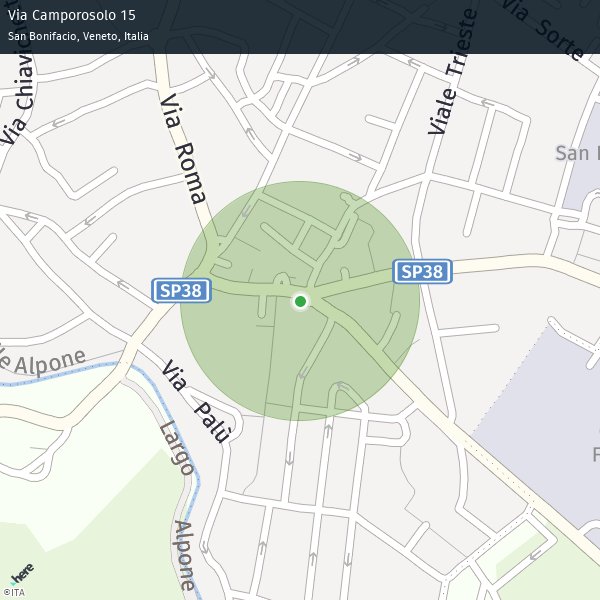 Via Camporosolo 15
San Bonifacio, Veneto, Italia
Via Chiavic
Via Sorte
Viale Trieste
Via Roma
San
SP38
SP38
Alpone
Via Palù
Largo
Alpone
here
©ITA